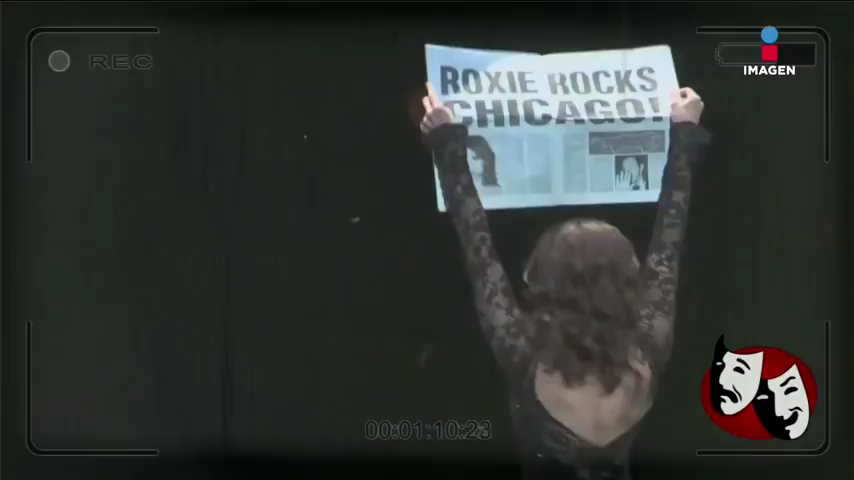 REC
IMAGEN
ROXIE ROCKS
CHICAGO!
00:01:10:23